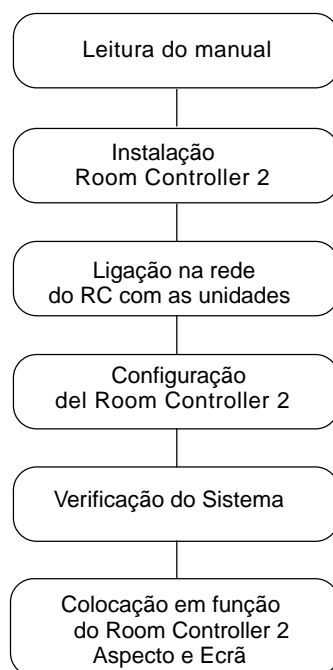 Leitura do manual
Instalação
Room Controller 2
Ligação na rede
do RC com as unidades
Configuração
del Room Controller 2
Verificação do Sistema
Colocação em função
do Room Controller 2
Aspecto e Ecrã